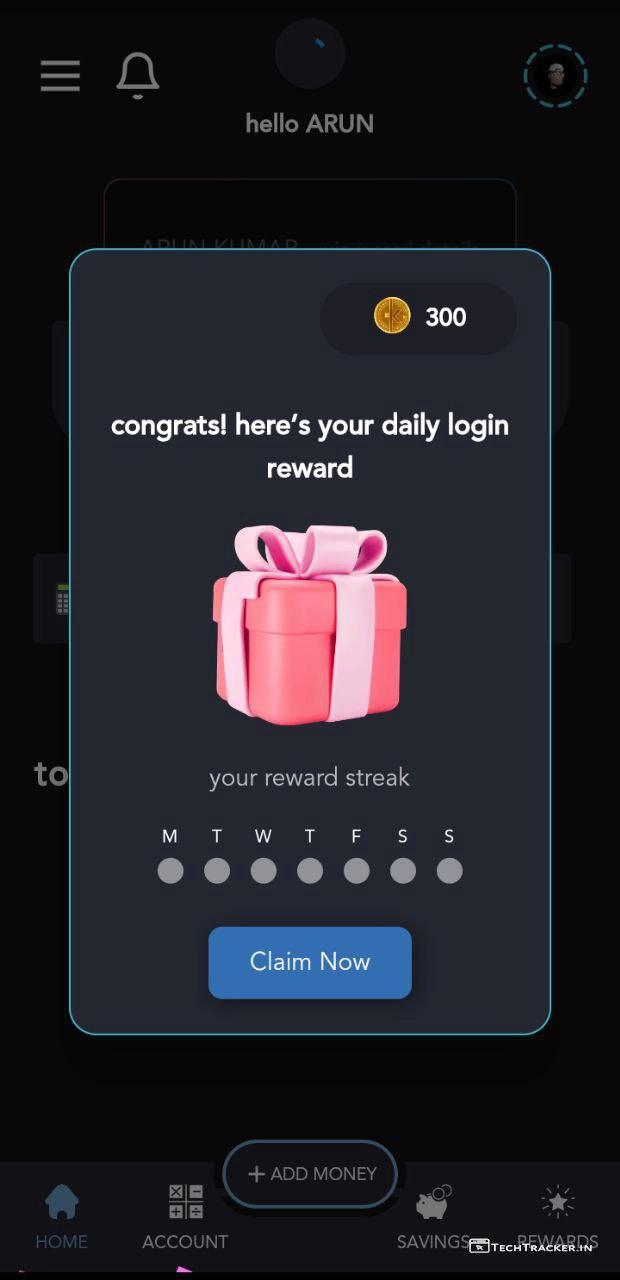 hello ARUN
ARUN KUMAR
300
congrats! here's your daily login
reward
to
your reward streak
M T W T F S S
Claim Now
+ ADD MONEY
HOME
ACCOUNT
SAVINGS
REWARDS
TECHTRACKER.IN